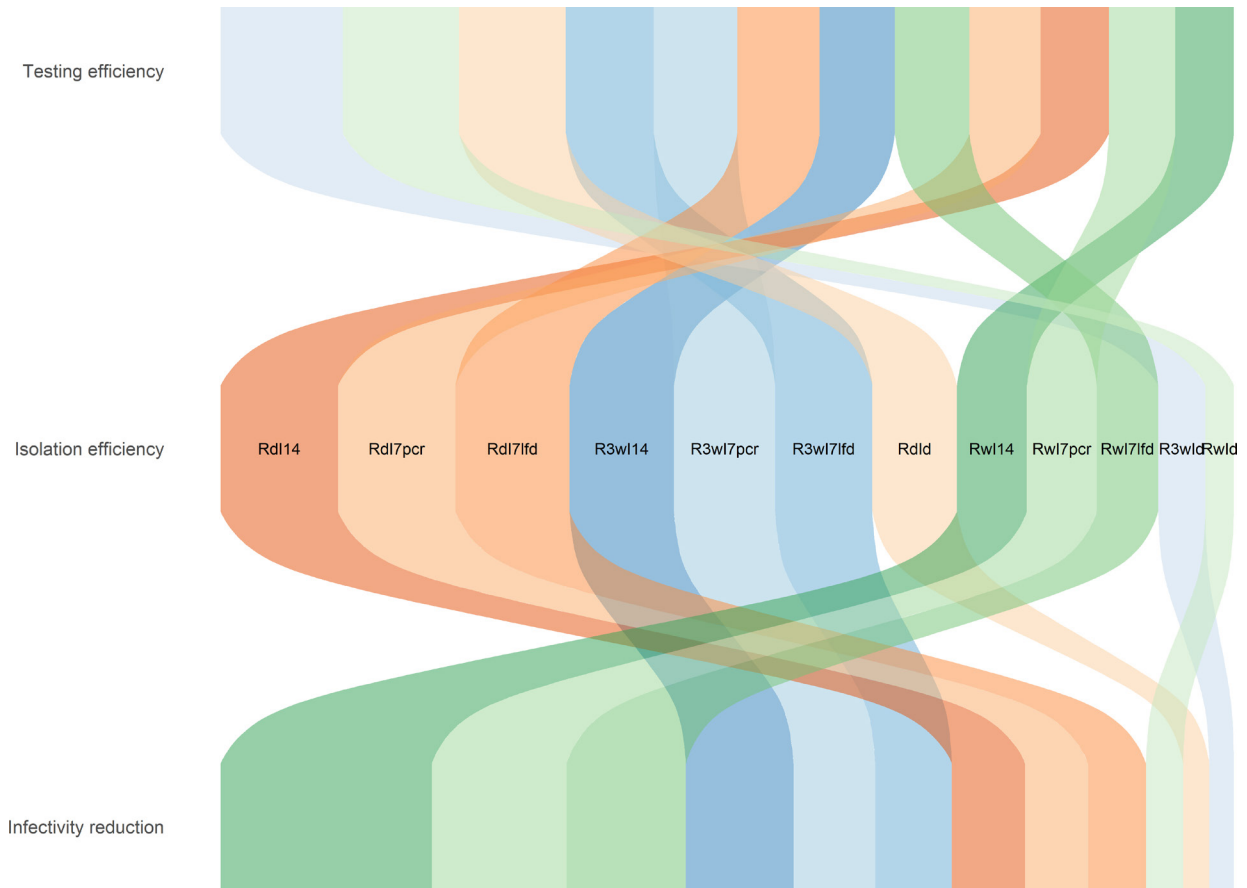 Testing efficiency
Isolation efficiency
RdI14 RdI7pcr RdI7lfd R3wI14 R3wI7pcr R3wI7lfd RdId RwI14 RwI7pcr RwI7lfd R3wId RwId
Infectivity reduction